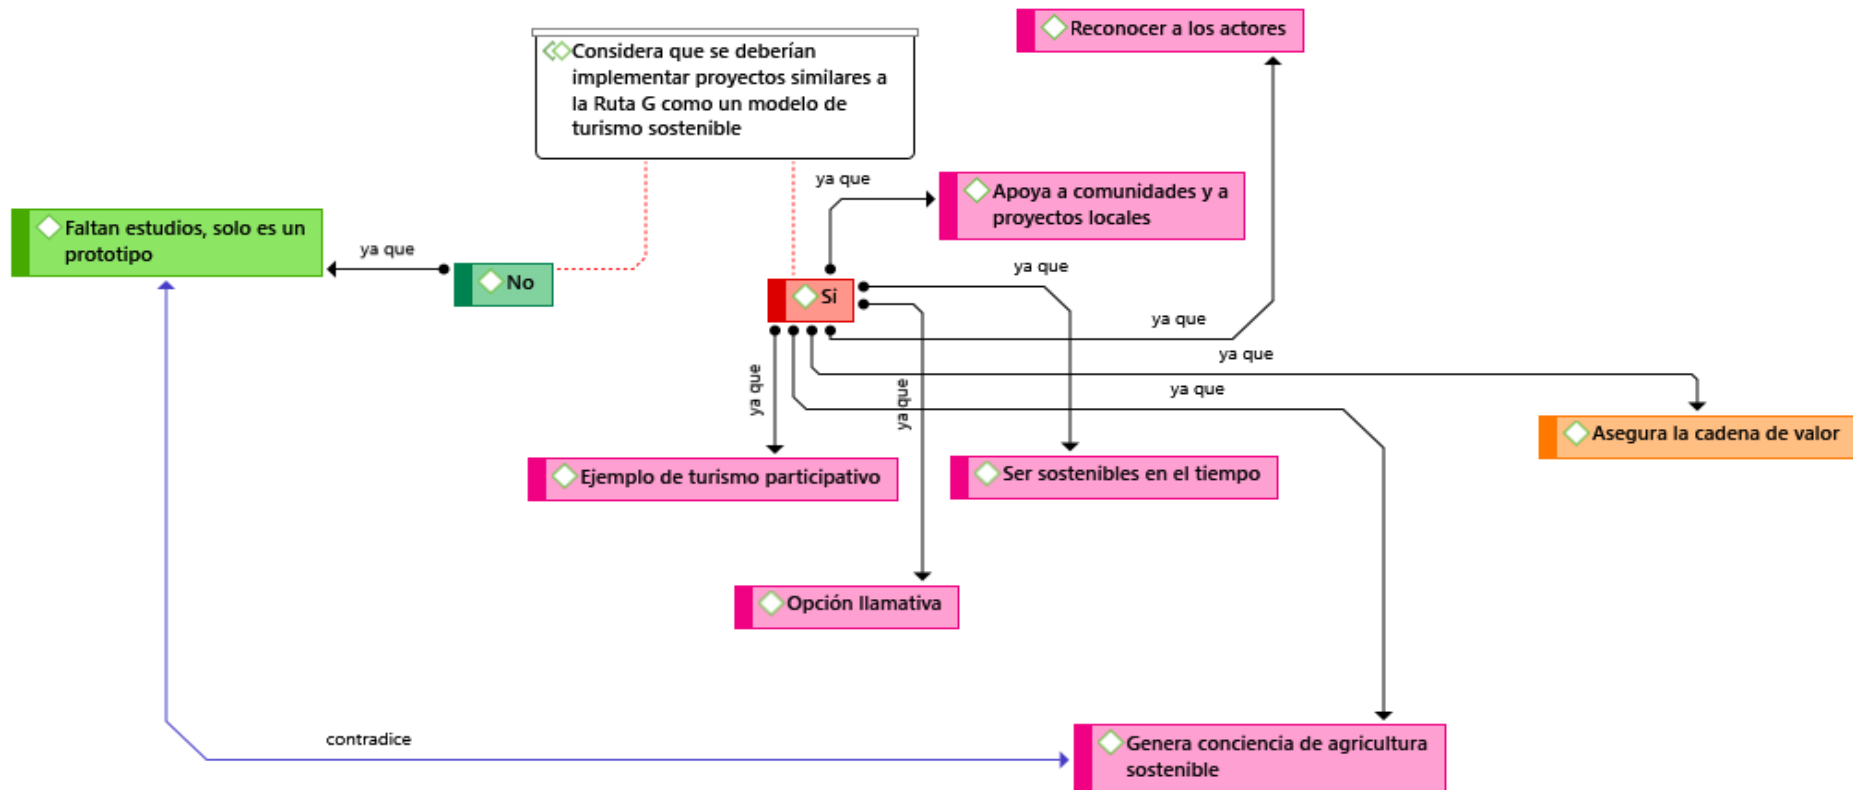 Reconocer a los actores
Considera que se deberían
implementar proyectos similares a
la Ruta G como un modelo de
turismo sostenible
ya que
Apoya a comunidades y a
proyectos locales
Faltan estudios, solo es un
prototipo
ya que
No
ya que
Si
ya que
ya que
ya que
ya que
ya que
Asegura la cadena de valor
Ejemplo de turismo participativo
Ser sostenibles en el tiempo
Opción llamativa
contradice
Genera conciencia de agricultura
sostenible